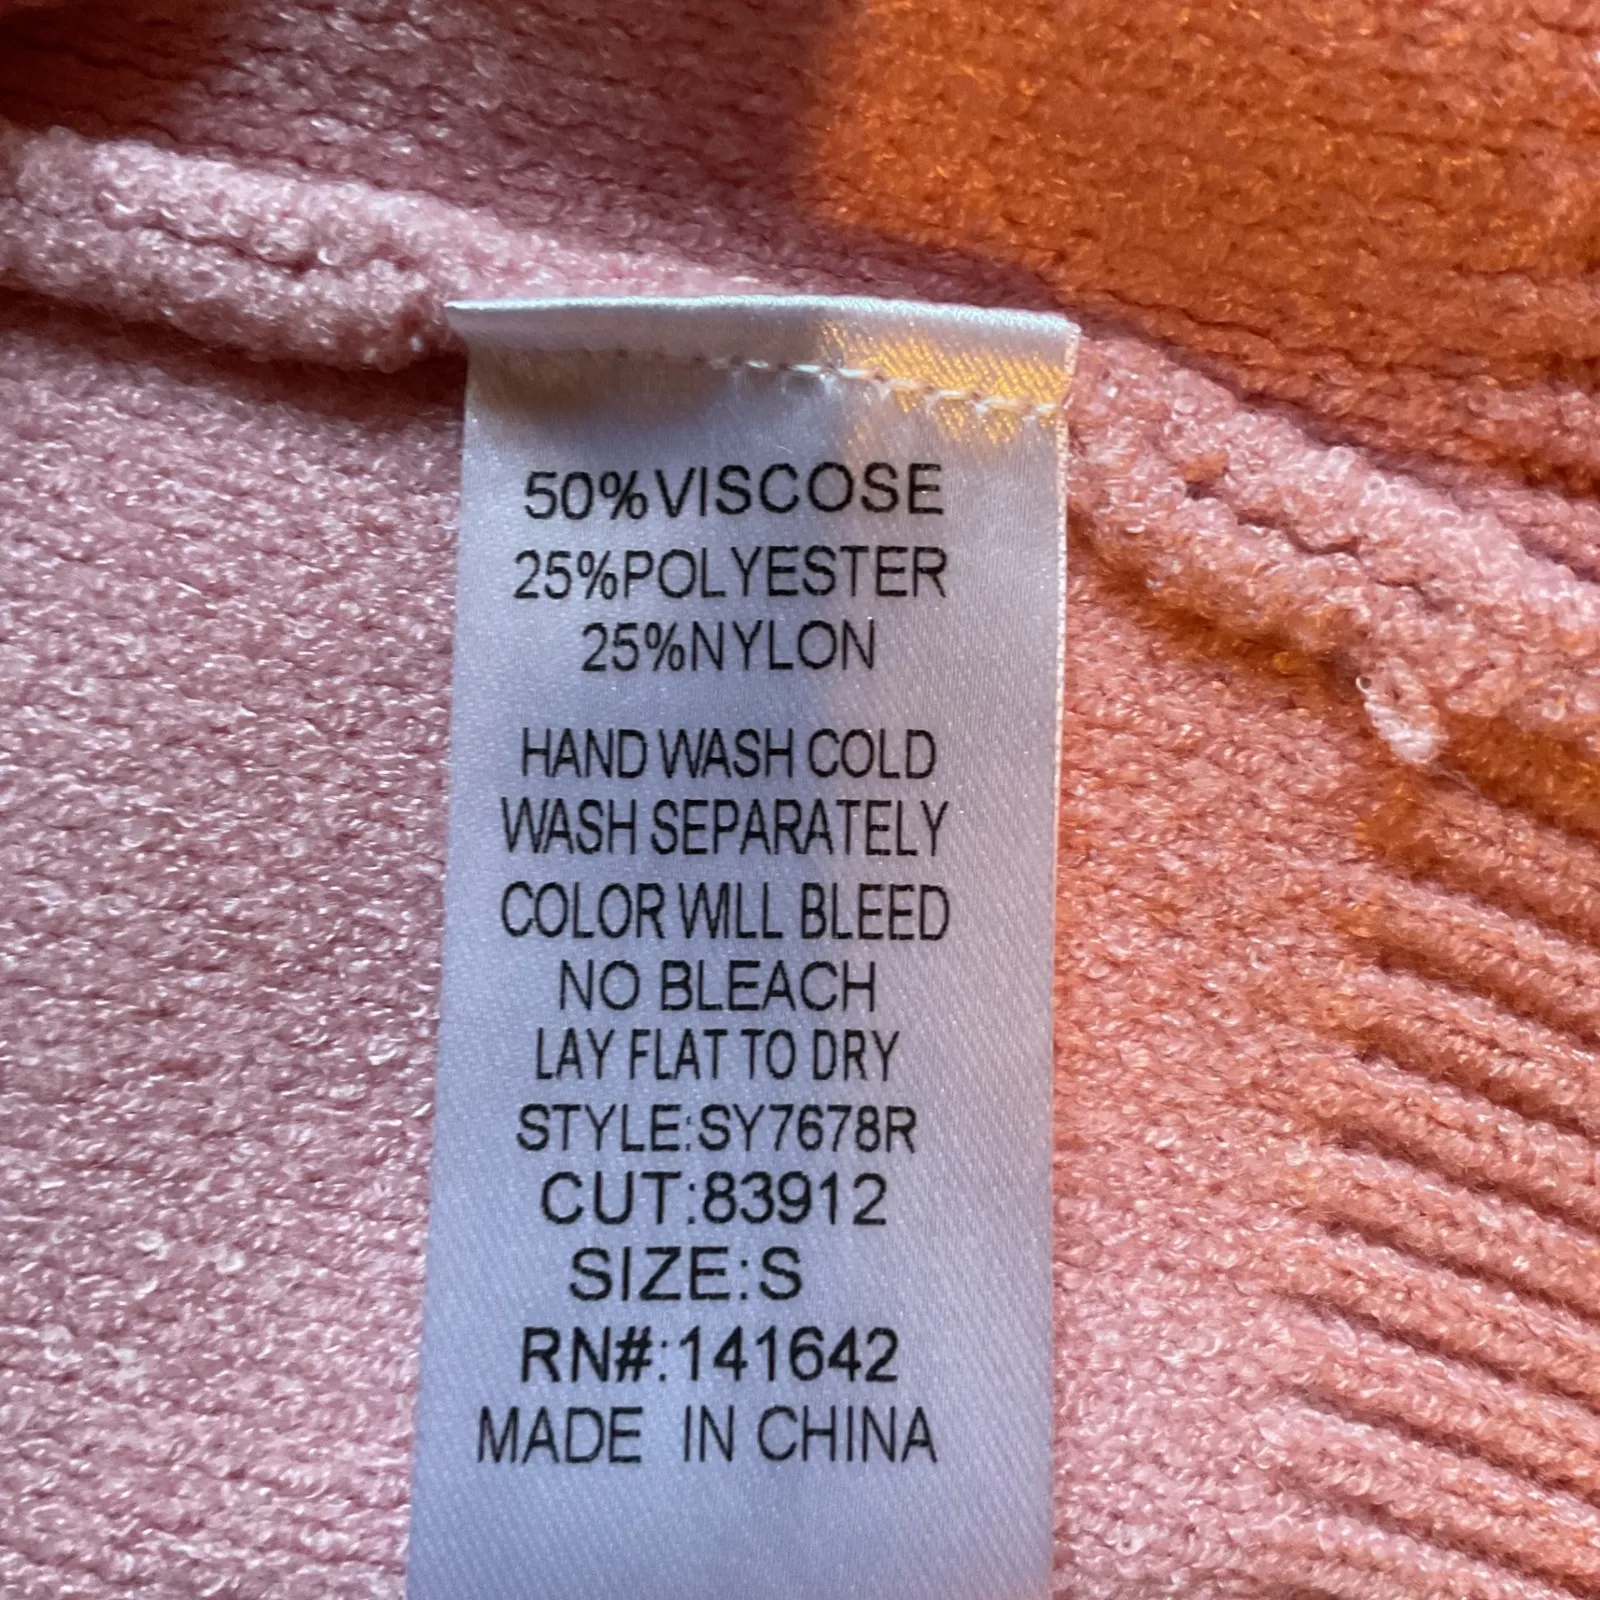 50%VISCOSE
25%POLYESTER
25%NYLON
HAND WASH COLD
WASH SEPARATELY
COLOR WILL BLEED
NO BLEACH
LAY FLAT TO DRY
STYLE:SY7678R
CUT:83912
SIZE:S
RN#:141642
MADE IN CHINA